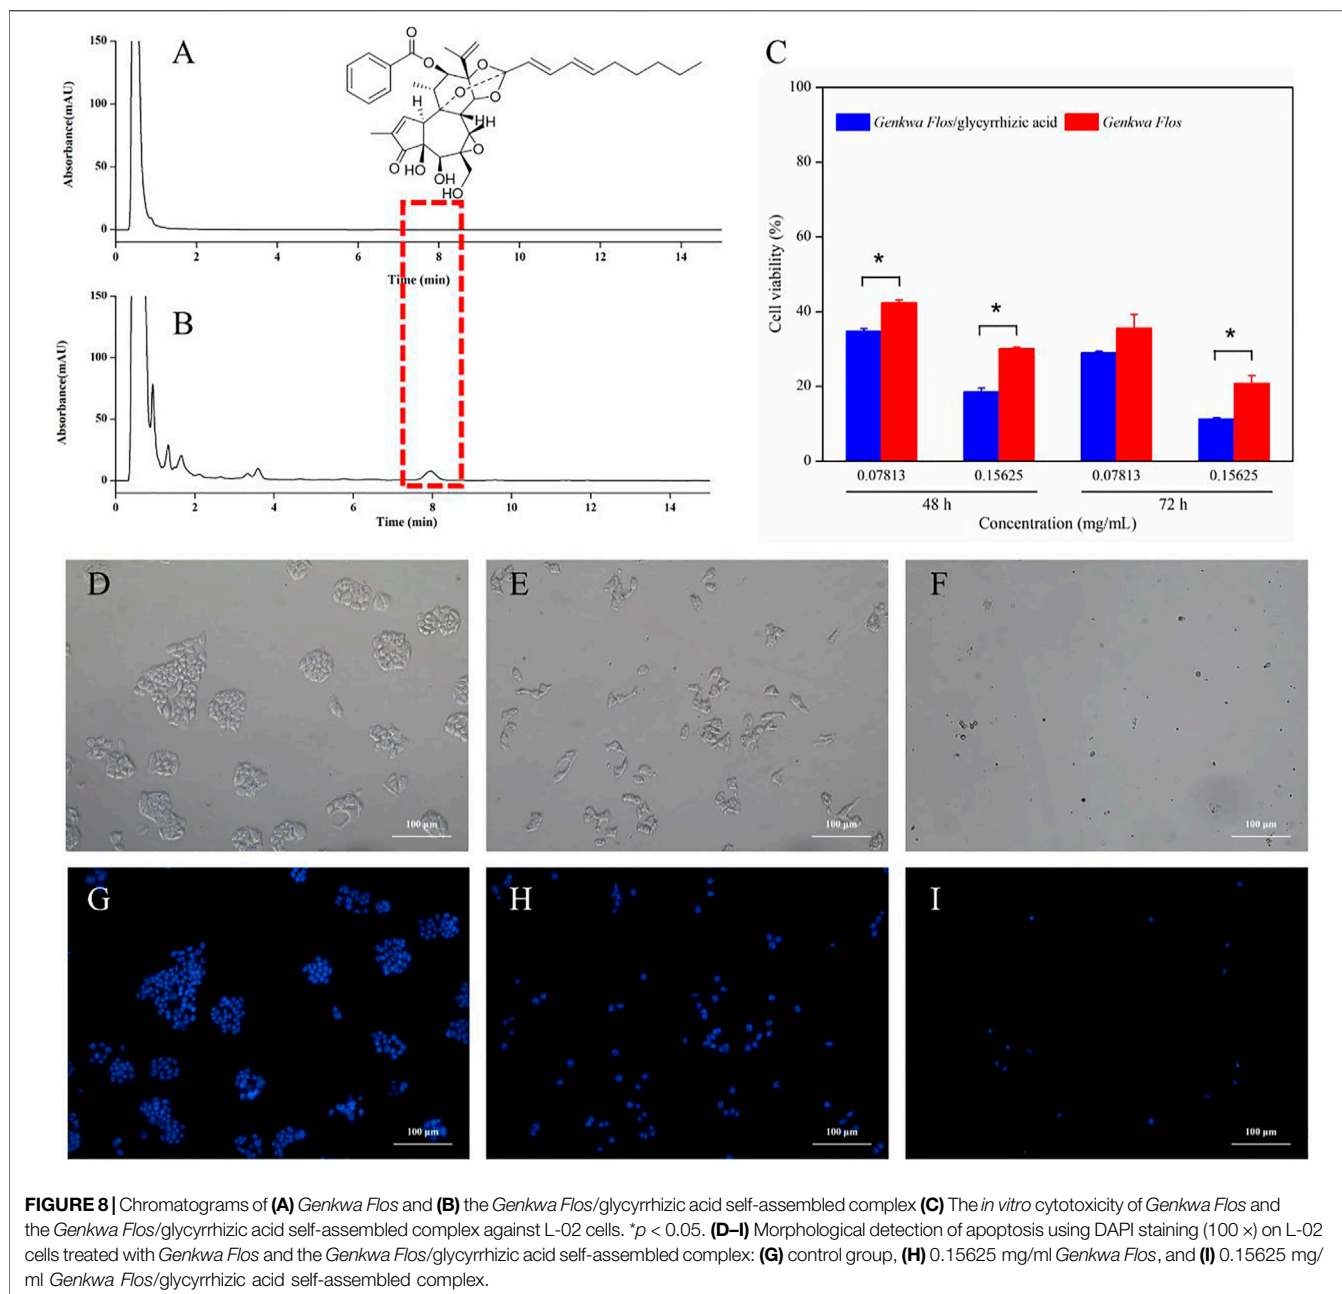 A
150
100
50
0
Absorbance(mAU)
0 2 4 6 8 10 12 14
Time (min)
O
O
O
O
O
H
H
H
O
O
HO
OH
HO
B
150
100
50
0
Absorbance(mAU)
0 2 4 6 8 10 12 14
Time (min)
C
100
80
60
40
20
0
Cell viability (%)
Genkwa Flos/glycyrrhizic acid Genkwa Flos
* * *
0.07813 0.15625 0.07813 0.15625
48 h 72 h
Concentration (mg/mL)
D
100 μm
E
100 μm
F
100 μm
G
100 μm
H
100 μm
I
100 μm
FIGURE 8 | Chromatograms of (A) Genkwa Flos and (B) the Genkwa Flos/glycyrrhizic acid self-assembled complex (C) The in vitro cytotoxicity of Genkwa Flos and
the Genkwa Flos/glycyrrhizic acid self-assembled complex against L-02 cells. *p < 0.05. (D–I) Morphological detection of apoptosis using DAPI staining (100 ×) on L-02
cells treated with Genkwa Flos and the Genkwa Flos/glycyrrhizic acid self-assembled complex: (G) control group, (H) 0.15625 mg/ml Genkwa Flos, and (I) 0.15625 mg/
ml Genkwa Flos/glycyrrhizic acid self-assembled complex.